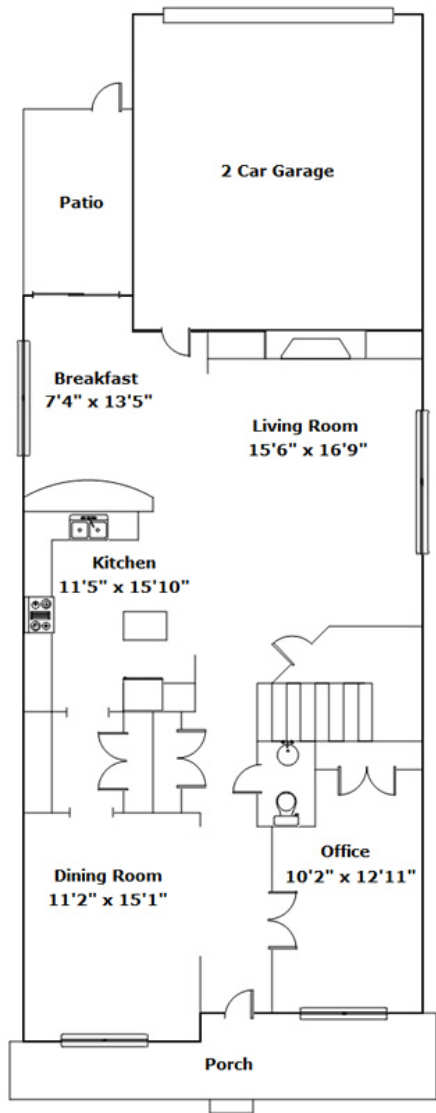 2 Car Garage
Patio
Breakfast
7'4" x 13'5"
Living Room
15'6" x 16'9"
Kitchen
11'5" x 15'10"
Office
10'2" x 12'11"
Dining Room
11'2" x 15'1"
Porch